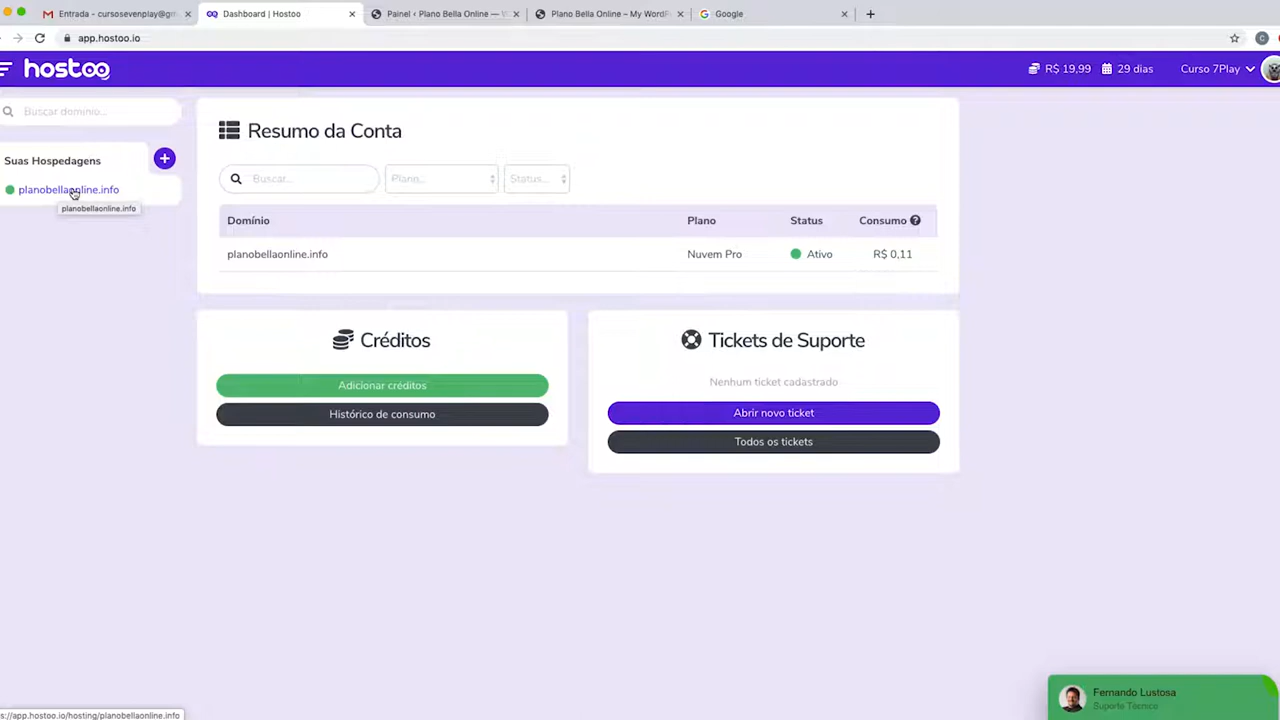 Entrada - cursosevenplay@gm
Dashboard | Hostoo
Painel ‹ Plano Bella Online — W
Plano Bella Online – My WordPr
Google
app.hostoo.io
hostoo
R$ 19,99
29 dias
Curso 7Play
Buscar domínio...
Suas Hospedagens
planobellaonline.info
planobellaonline.info
Resumo da Conta
Buscar...
Plano...
Status...
Domínio Plano Status Consumo
planobellaonline.info Nuvem Pro Ativo R$ 0,11
Créditos
Adicionar créditos
Histórico de consumo
Tickets de Suporte
Nenhum ticket cadastrado
Abrir novo ticket
Todos os tickets
Fernando Lustosa
Suporte Técnico
s://app.hostoo.io/hosting/planobellaonline.info